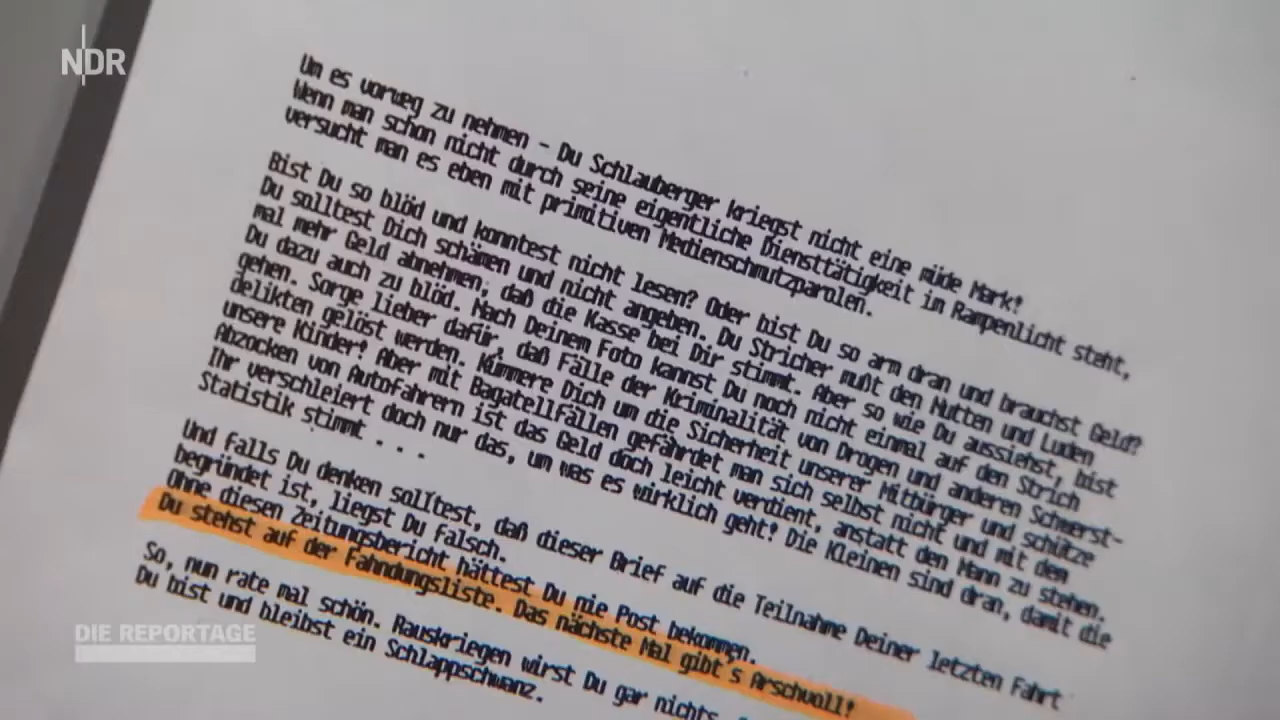 NDR
Um es vorweg zu nehmen - Du Schlauberger kriegst nicht eine müde Mark!
Wenn man schon nicht durch seine eigentliche Diensttätigkeit im Rampenlicht steht,
versucht man es eben mit primitiven Medienschmutzparolen.
Bist Du so blöd und konntest nicht lesen? Oder bist Du so arm dran und brauchst Geld?
Du solltest Dich schämen und nicht angeben. Du Stricher mußt den Nutten und Luden
mal mehr Geld abnehmen, daß die Kasse bei Dir stimmt. Aber so wie Du aussiehst, bist
Du dazu auch zu blöd. Nach Deinem Foto kannst Du noch nicht einmal auf den Strich
gehen. Sorge lieber dafür, daß Fälle der Kriminalität von Drogen und anderen Schwerst-
delikten gelöst werden. Kümmere Dich um die Sicherheit unserer Mitbürger und schütze
unsere Kinder! Aber mit Bagatellfällen gefährdet man sich selbst nicht und mit dem
Abzocken von Autofahrern ist das Geld doch leicht verdient, anstatt den Mann zu stehen.
Ihr verschleiert doch nur das, um was es wirklich geht! Die Kleinen sind dran, damit die
Statistik stimmt . . .
Und falls Du denken solltest, daß dieser Brief auf die Teilnahme Deiner letzten Fahrt
begründet ist, liegst Du falsch.
Ohne diesen Zeitungsbericht hättest Du nie Post bekommen.
Du stehst auf der Fahndungsliste. Das nächste Mal gibt's Arschvoll!
So, nun rate mal schön. Rauskriegen wirst Du gar nichts
Du bist und bleibst ein Schlappschwanz.
DIE REPORTAGE